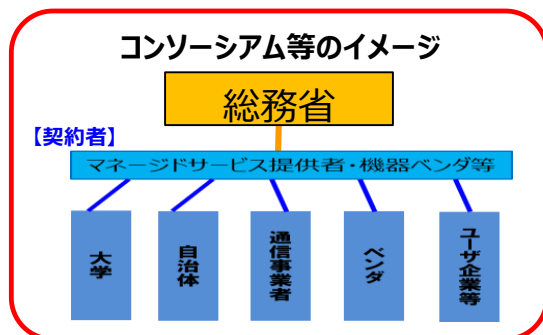 コンソーシアム等のイメージ
総務省
【契約者】
マネージドサービス提供者・機器ベンダ等
大学
自治体
通信事業者
ベンダ
ユーザ企業等